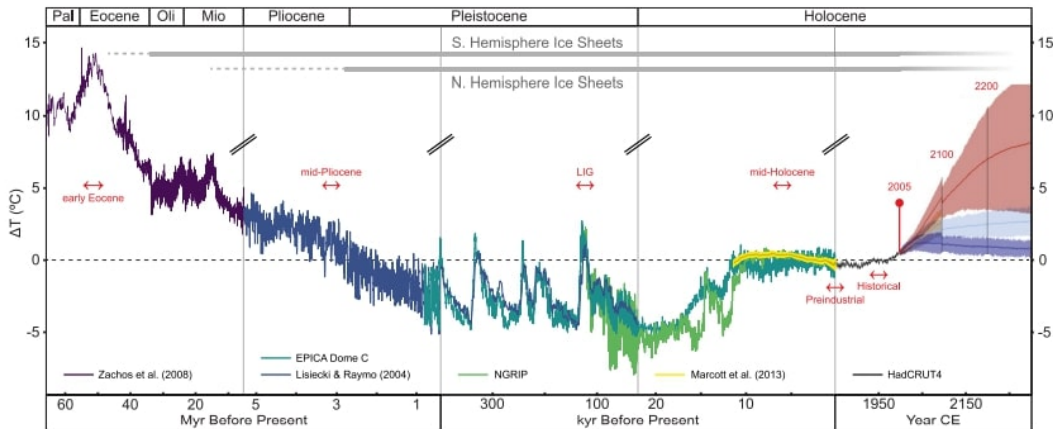 Pal Eocene Oli Mio Pliocene Pleistocene Holocene
S. Hemisphere Ice Sheets
N. Hemisphere Ice Sheets
15
10
5
0
-5
ΔT (°C)
15
10
5
0
-5
early Eocene
mid-Pliocene
LIG
mid-Holocene
Preindustrial
Historical
2005
2100
2200
Zachos et al. (2008)
EPICA Dome C
Lisiecki & Raymo (2004)
NGRIP
Marcott et al. (2013)
HadCRUT4
60 40 20 5 3 1 300 100 20 10 1950 2150
Myr Before Present kyr Before Present Year CE